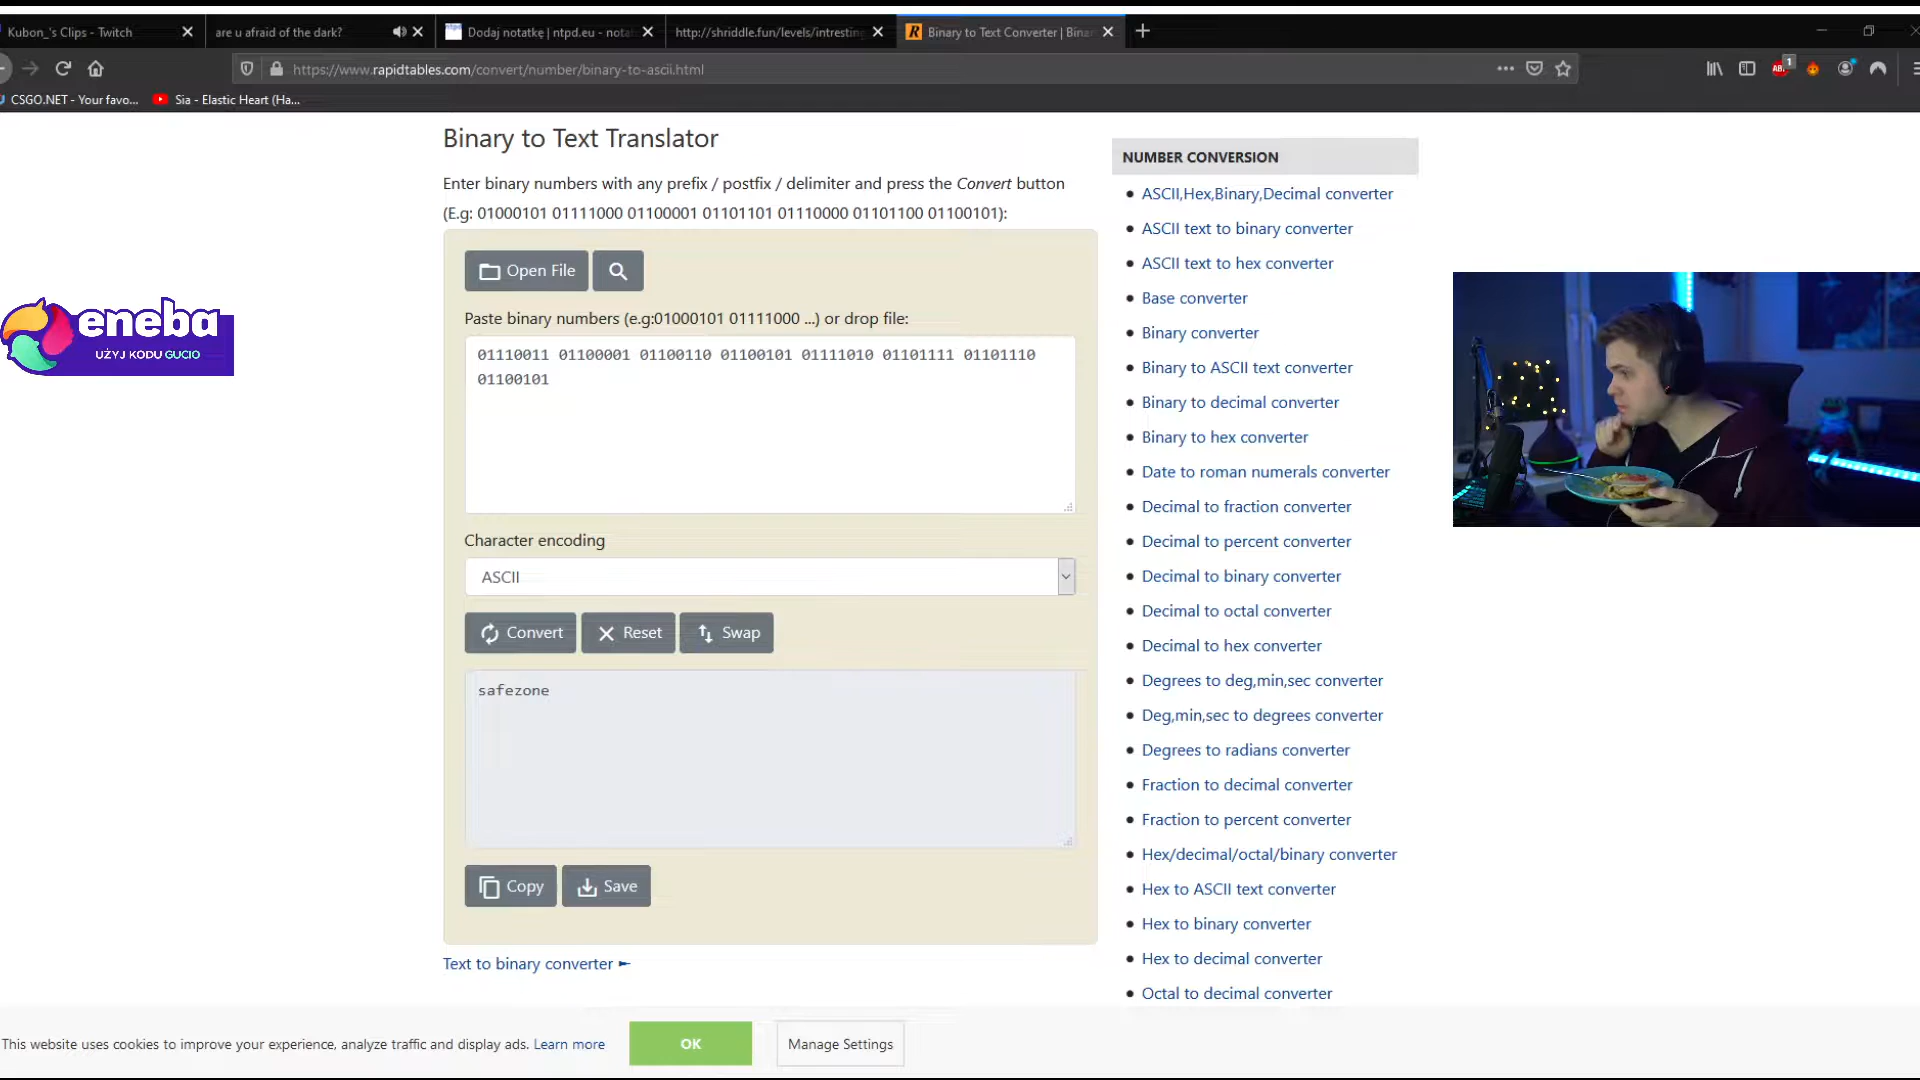 Kubon_'s Clips - Twitch
are u afraid of the dark?
Dodaj notatkę | ntpd.eu - nota
http://shriddle.fun/levels/intresting
Binary to Text Converter | Bina
https://www.rapidtables.com/convert/number/binary-to-ascii.html
1
CSGO.NET - Your favo...
Sia - Elastic Heart (Ha...
Binary to Text Translator
Enter binary numbers with any prefix / postfix / delimiter and press the Convert button
(E.g: 01000101 01111000 01100001 01101101 01110000 01101100 01100101):
Open File
Paste binary numbers (e.g:01000101 01111000 ...) or drop file:
01110011 01100001 01100110 01100101 01111010 01101111 01101110
01100101
Character encoding
ASCII
Convert
Reset
Swap
safezone
Copy
Save
Text to binary converter ►
NUMBER CONVERSION
ASCII,Hex,Binary,Decimal converter
ASCII text to binary converter
ASCII text to hex converter
Base converter
Binary converter
Binary to ASCII text converter
Binary to decimal converter
Binary to hex converter
Date to roman numerals converter
Decimal to fraction converter
Decimal to percent converter
Decimal to binary converter
Decimal to octal converter
Decimal to hex converter
Degrees to deg,min,sec converter
Deg,min,sec to degrees converter
Degrees to radians converter
Fraction to decimal converter
Fraction to percent converter
Hex/decimal/octal/binary converter
Hex to ASCII text converter
Hex to binary converter
Hex to decimal converter
Octal to decimal converter
eneba
UŻYJ KODU GUCIO
This website uses cookies to improve your experience, analyze traffic and display ads. Learn more
OK
Manage Settings